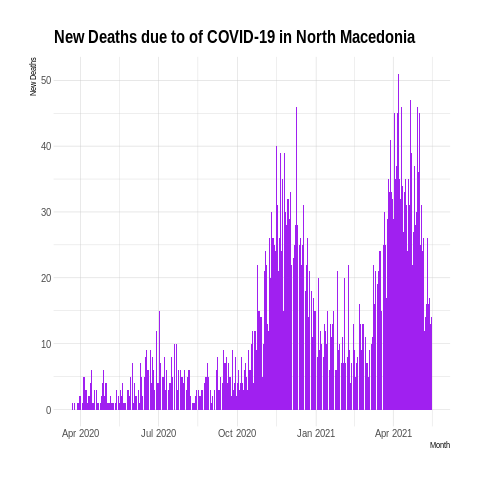 New Deaths due to of COVID-19 in North Macedonia
New Deaths
50
40
30
20
10
0
Apr 2020 Jul 2020 Oct 2020 Jan 2021 Apr 2021
Month